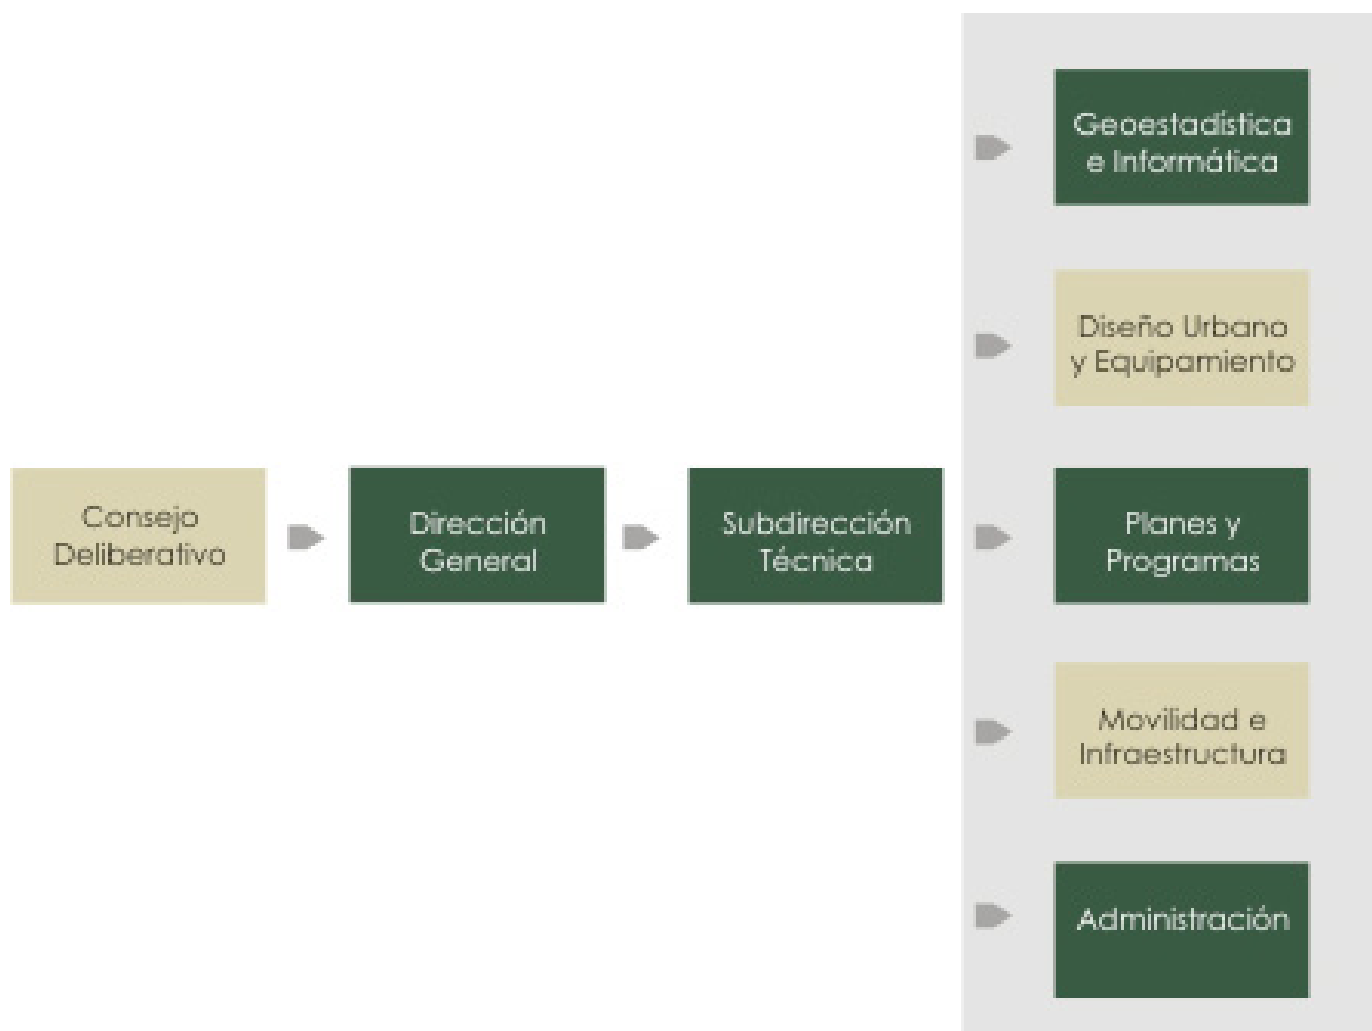 Geoestadística
e Informática
Diseño Urbano
y Equipamiento
Consejo
Deliberativo
Dirección
General
Subdirección
Técnica
Planes y
Programas
Movilidad e
Infraestructura
Administración